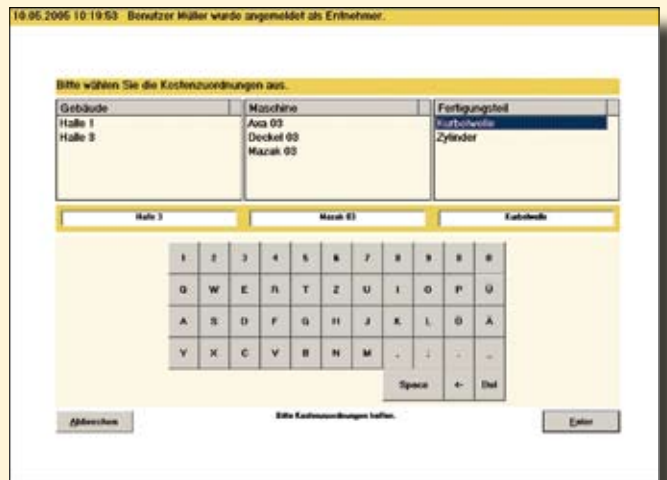 10.05.2005 10:19:53 Benutzer Müller wurde angemeldet als Entnehmer.
Bitte wählen Sie die Kostenzuordnungen aus.
Gebäude Maschine Fertigungsteil
Halle 1 Axa 03 Kurbelwelle
Halle 3 Deckel 03 Zylinder
Mazak 03
Halle 3 Mazak 03 Kurbelwelle
1 2 3 4 5 6 7 8 9
Q W E R T Z U I O P Ü
A S D F G H J K L Ö Ä
Y X C V B N M
Space <- Del
Abbrechen Bitte Kostenzuordnungen treffen. Enter